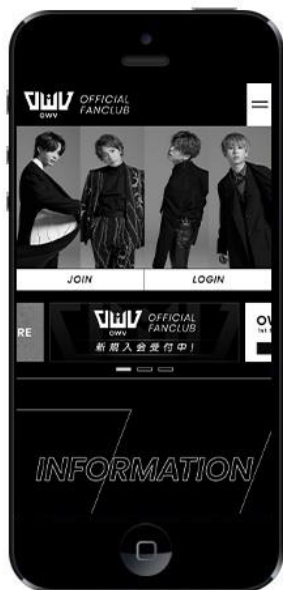 OWV
OFFICIAL
FANCLUB
JOIN
LOGIN
RE
OWV
OFFICIAL
FANCLUB
新規入会受付中!
OV
INFORMATION